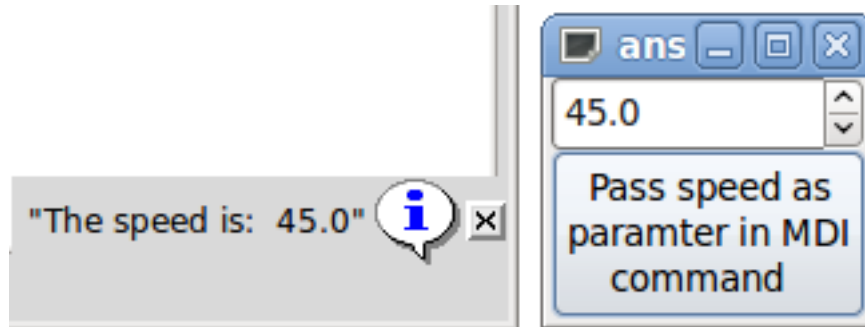 "The speed is:  45.0"
ans
45.0
Pass speed as
paramter in MDI
command